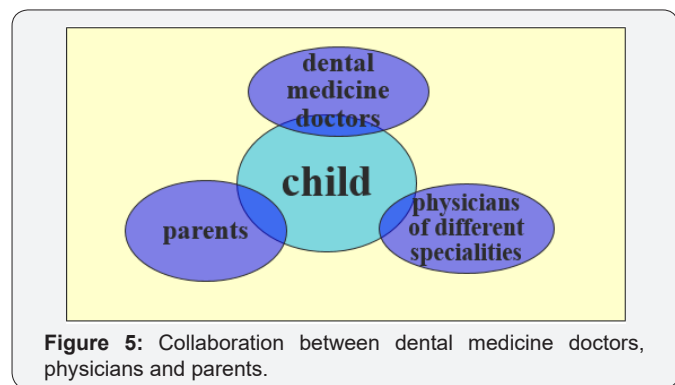 dental
medicine
doctors
child
parents
physicians
of different
specialities
Figure 5: Collaboration between dental medicine doctors,
physicians and parents.